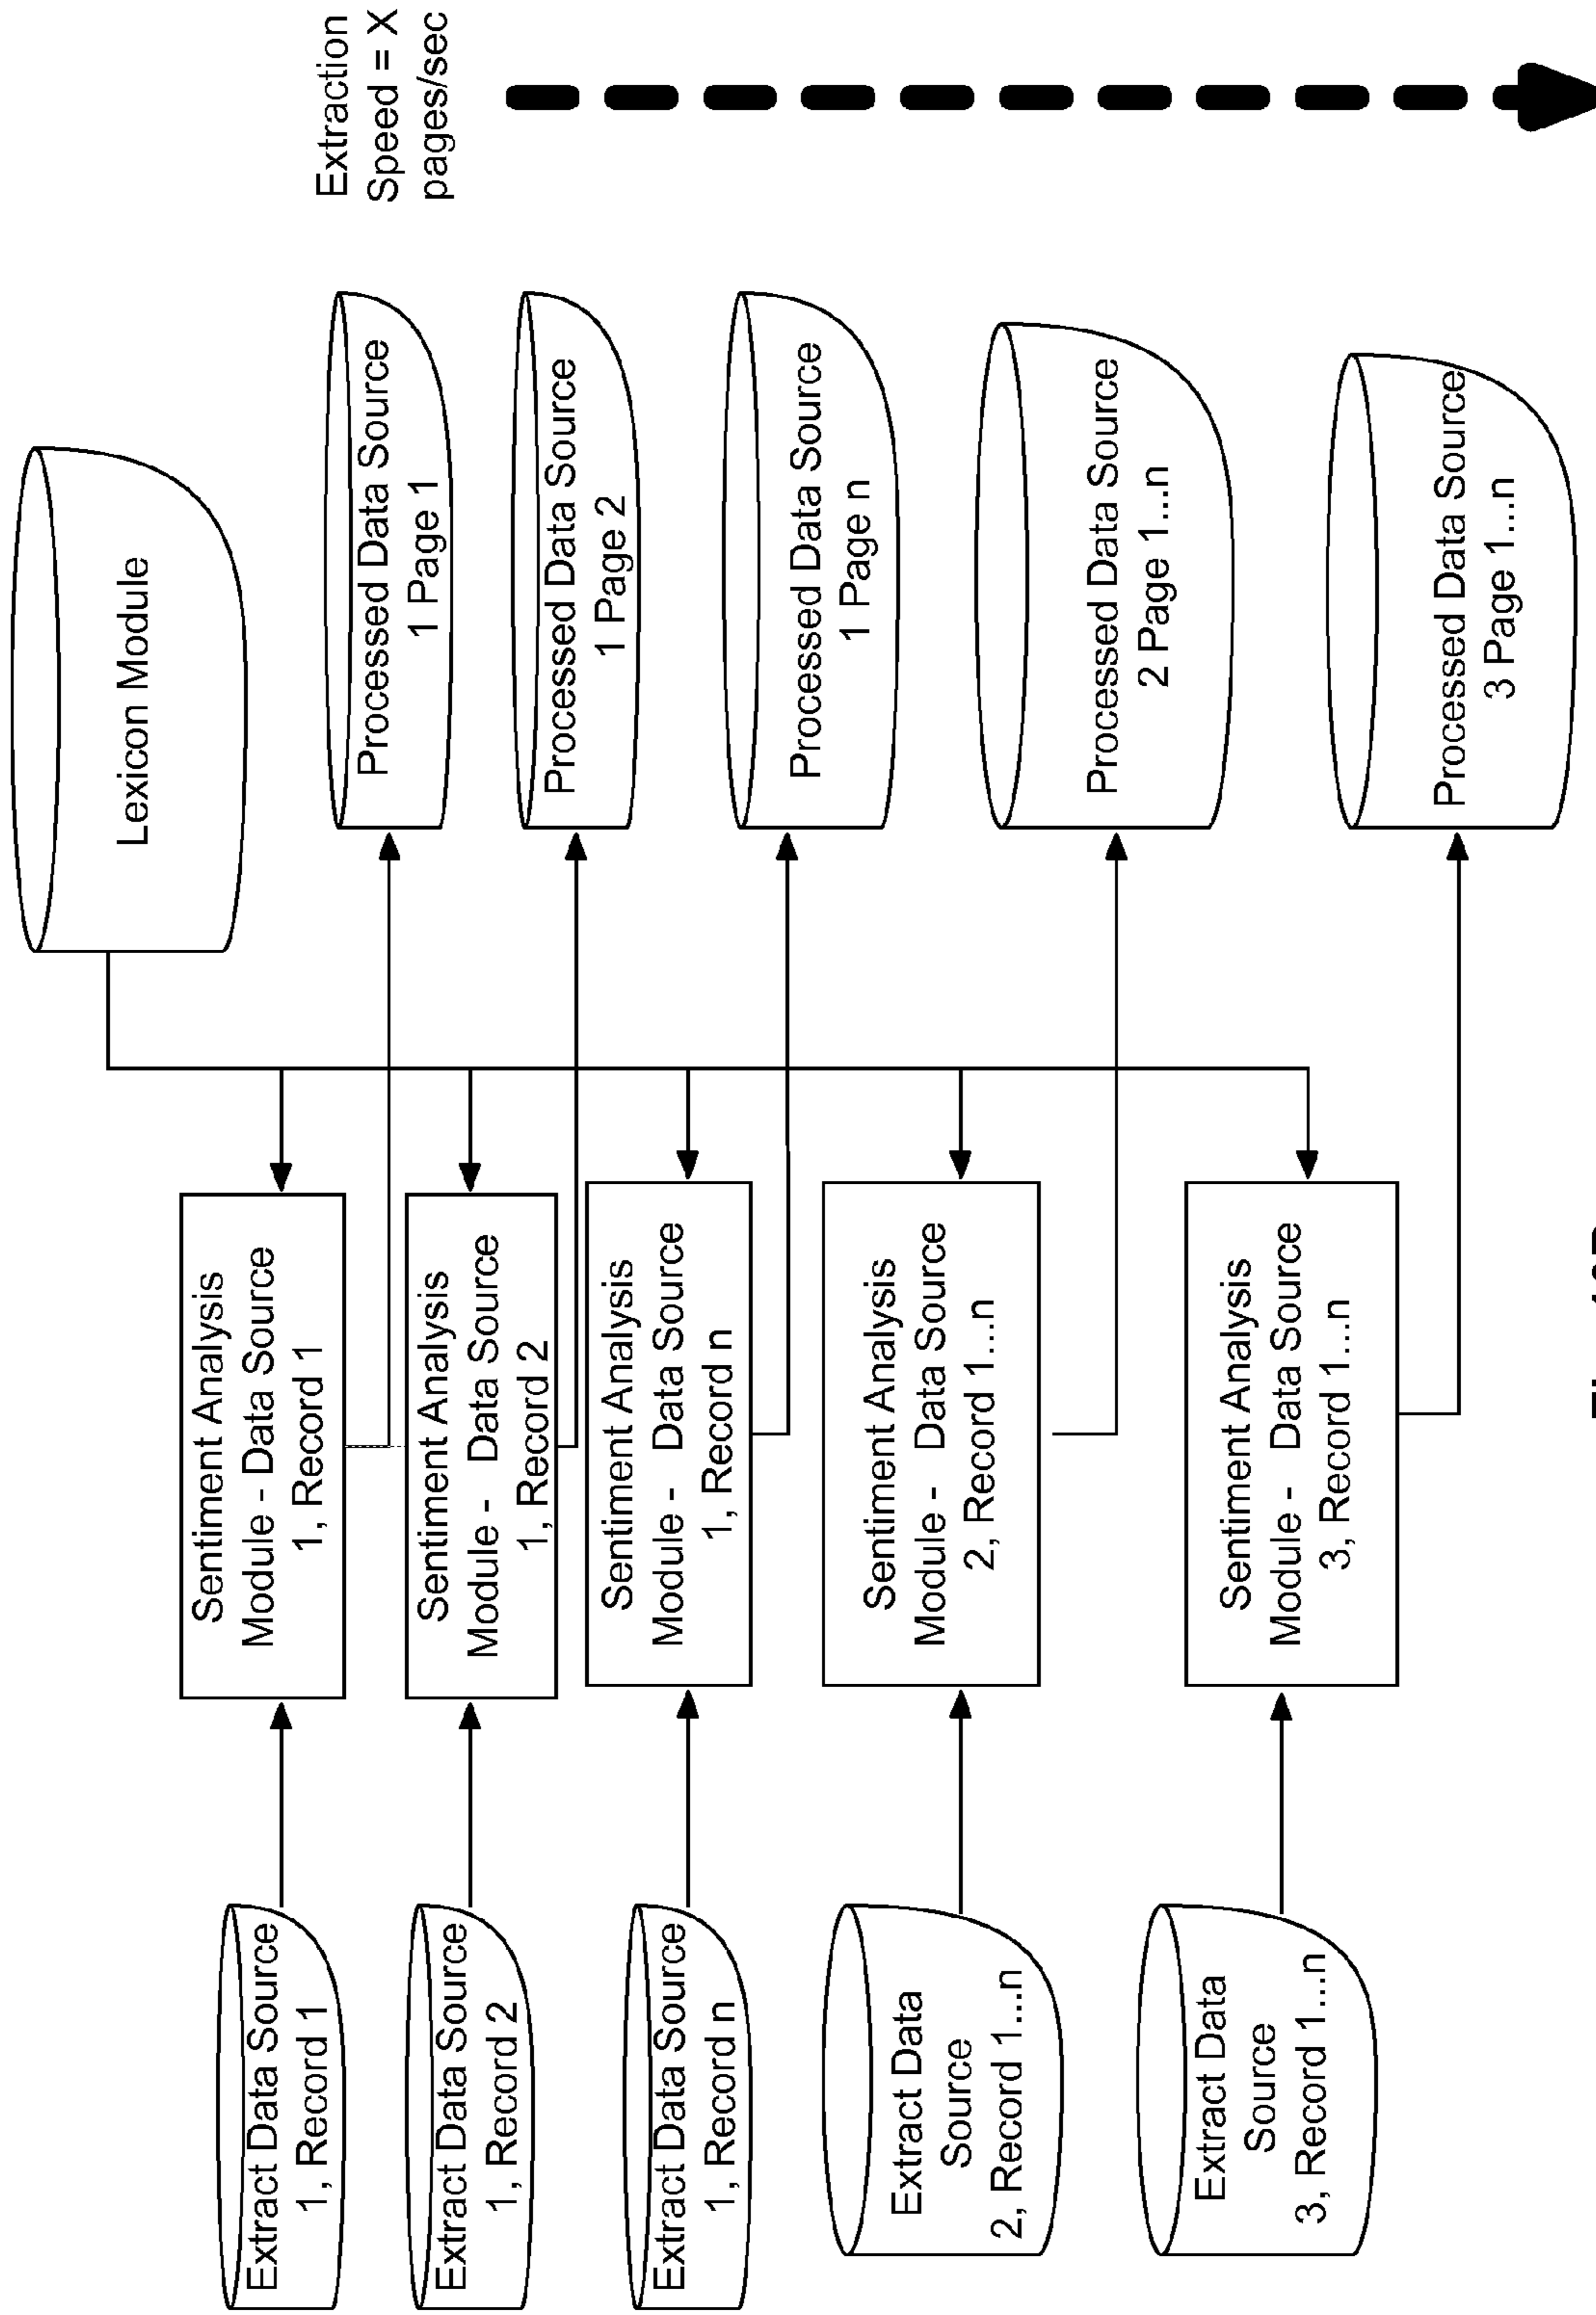 Lexicon Module
Extract Data Source
1, Record 1
Sentiment Analysis
Module - Data Source
1, Record 1
Processed Data Source
1 Page 1
Extraction
Speed = X
pages/sec
Extract Data Source
1, Record 2
Sentiment Analysis
Module -  Data Source
1, Record 2
Processed Data Source
1 Page 2
Extract Data Source
1, Record n
Sentiment Analysis
Module -  Data Source
1, Record n
Processed Data Source
1 Page n
Extract Data
Source
2, Record 1...n
Sentiment Analysis
Module -  Data Source
2, Record 1...n
Processed Data Source
2 Page 1...n
Extract Data
Source
3, Record 1...n
Sentiment Analysis
Module -  Data Source
3, Record 1...n
Processed Data Source
3 Page 1...n